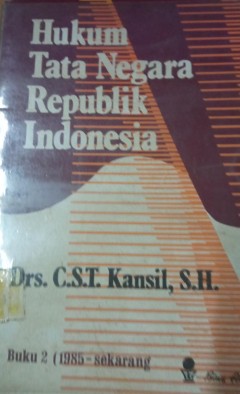 Hukum
Tata Negara
Republik
Indonesia
Drs. C.S.T. Kansil, S.H.
Buku 2 (1985 - sekarang